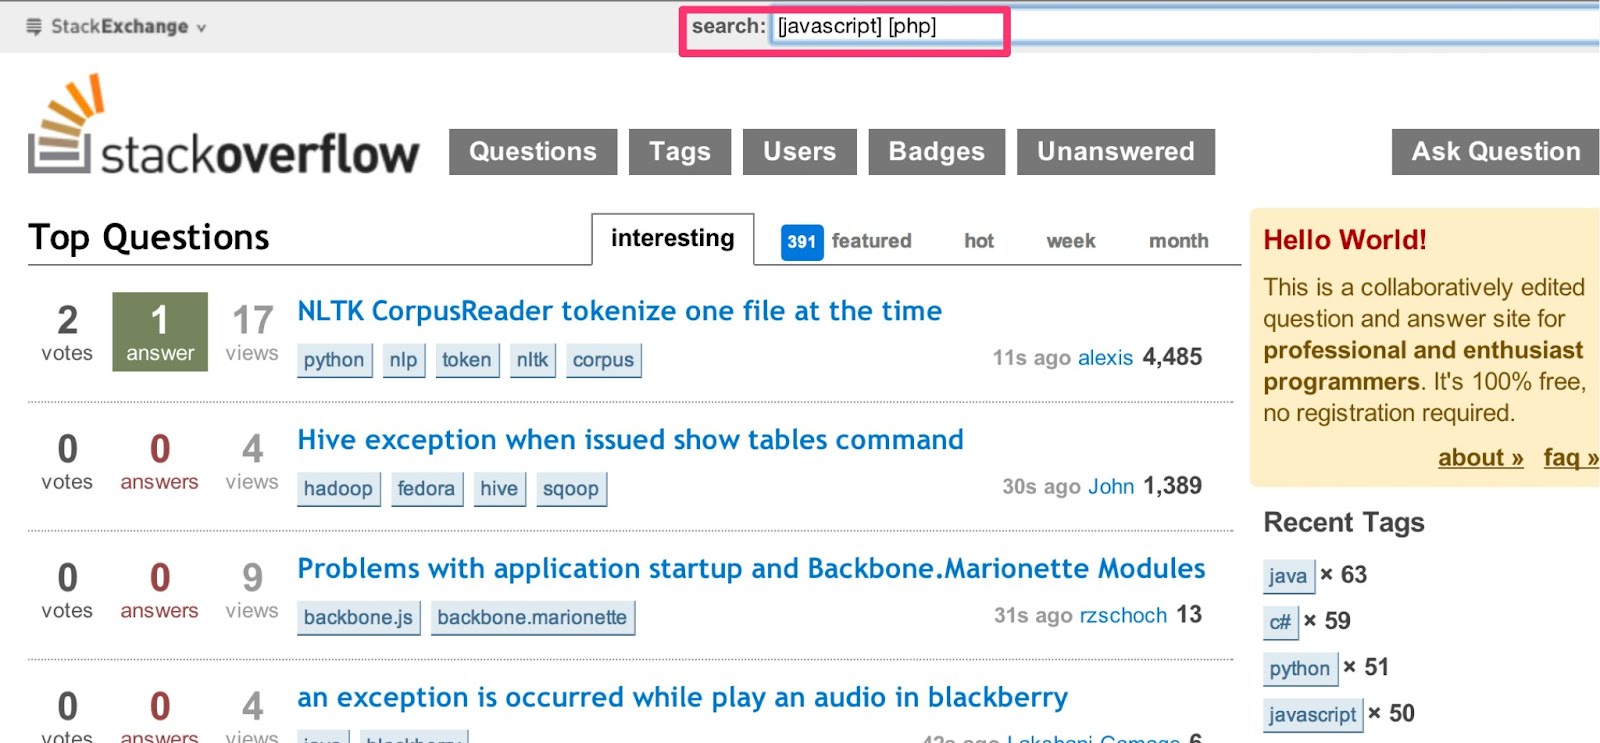 StackExchange
search: [javascript] [php]
stackoverflow
Questions
Tags
Users
Badges
Unanswered
Ask Question
Top Questions
interesting
391 featured
hot
week
month
2 votes
1 answer
17 views
NLTK CorpusReader tokenize one file at the time
python nlp token nltk corpus
11s ago alexis 4,485
0 votes
0 answers
4 views
Hive exception when issued show tables command
hadoop fedora hive sqoop
30s ago John 1,389
0 votes
0 answers
9 views
Problems with application startup and Backbone.Marionette Modules
backbone.js backbone.marionette
31s ago rzschoch 13
0 votes
0 answers
4 views
an exception is occurred while play an audio in blackberry
java blackberry
42s ago Lakabani Gamage 6
Hello World!
This is a collaboratively edited
question and answer site for
professional and enthusiast
programmers. It's 100% free,
no registration required.
about » faq »
Recent Tags
java × 63
c# × 59
python × 51
javascript × 50